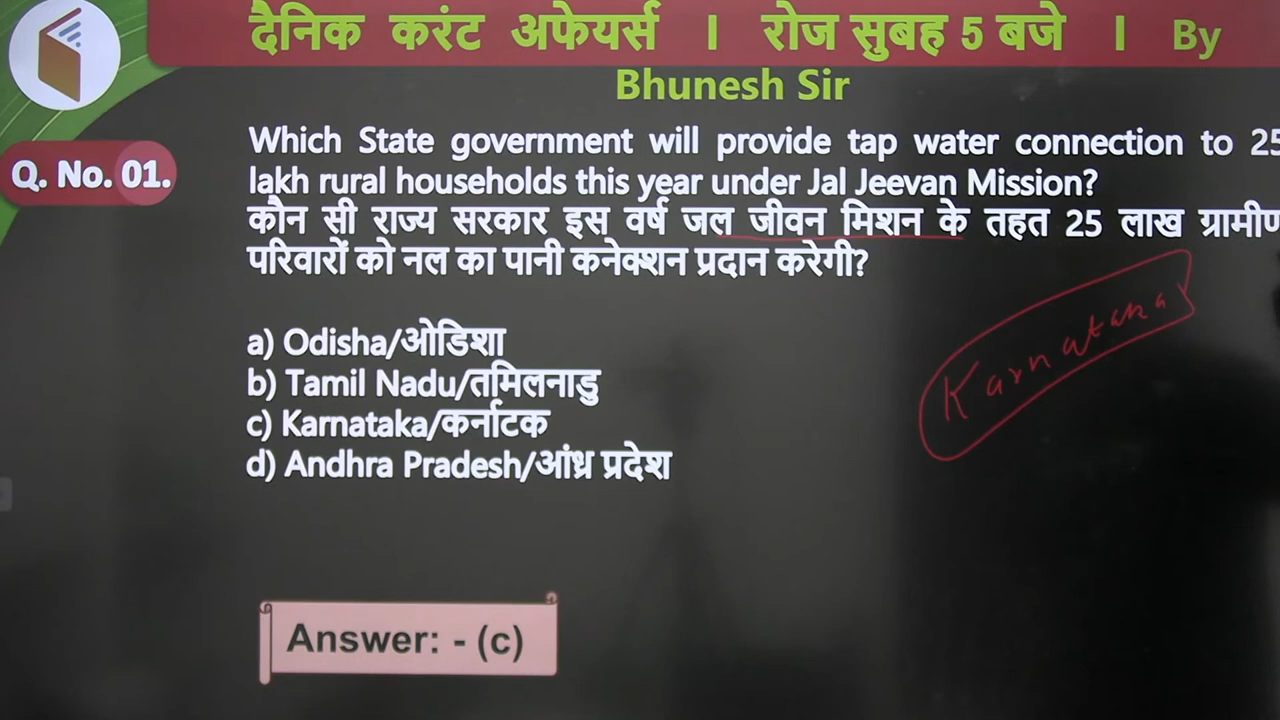 दैनिक करंट अफेयर्स I रोज सुबह 5 बजे I By
Bhunesh Sir
Q. No. 01.
Which State government will provide tap water connection to 25
lakh rural households this year under Jal Jeevan Mission?
कौन सी राज्य सरकार इस वर्ष जल जीवन मिशन के तहत 25 लाख ग्रामीण
परिवारों को नल का पानी कनेक्शन प्रदान करेगी?
a) Odisha/ओडिशा
b) Tamil Nadu/तमिलनाडु
c) Karnataka/कर्नाटक
d) Andhra Pradesh/आंध्र प्रदेश
Karnataka
Answer: - (c)